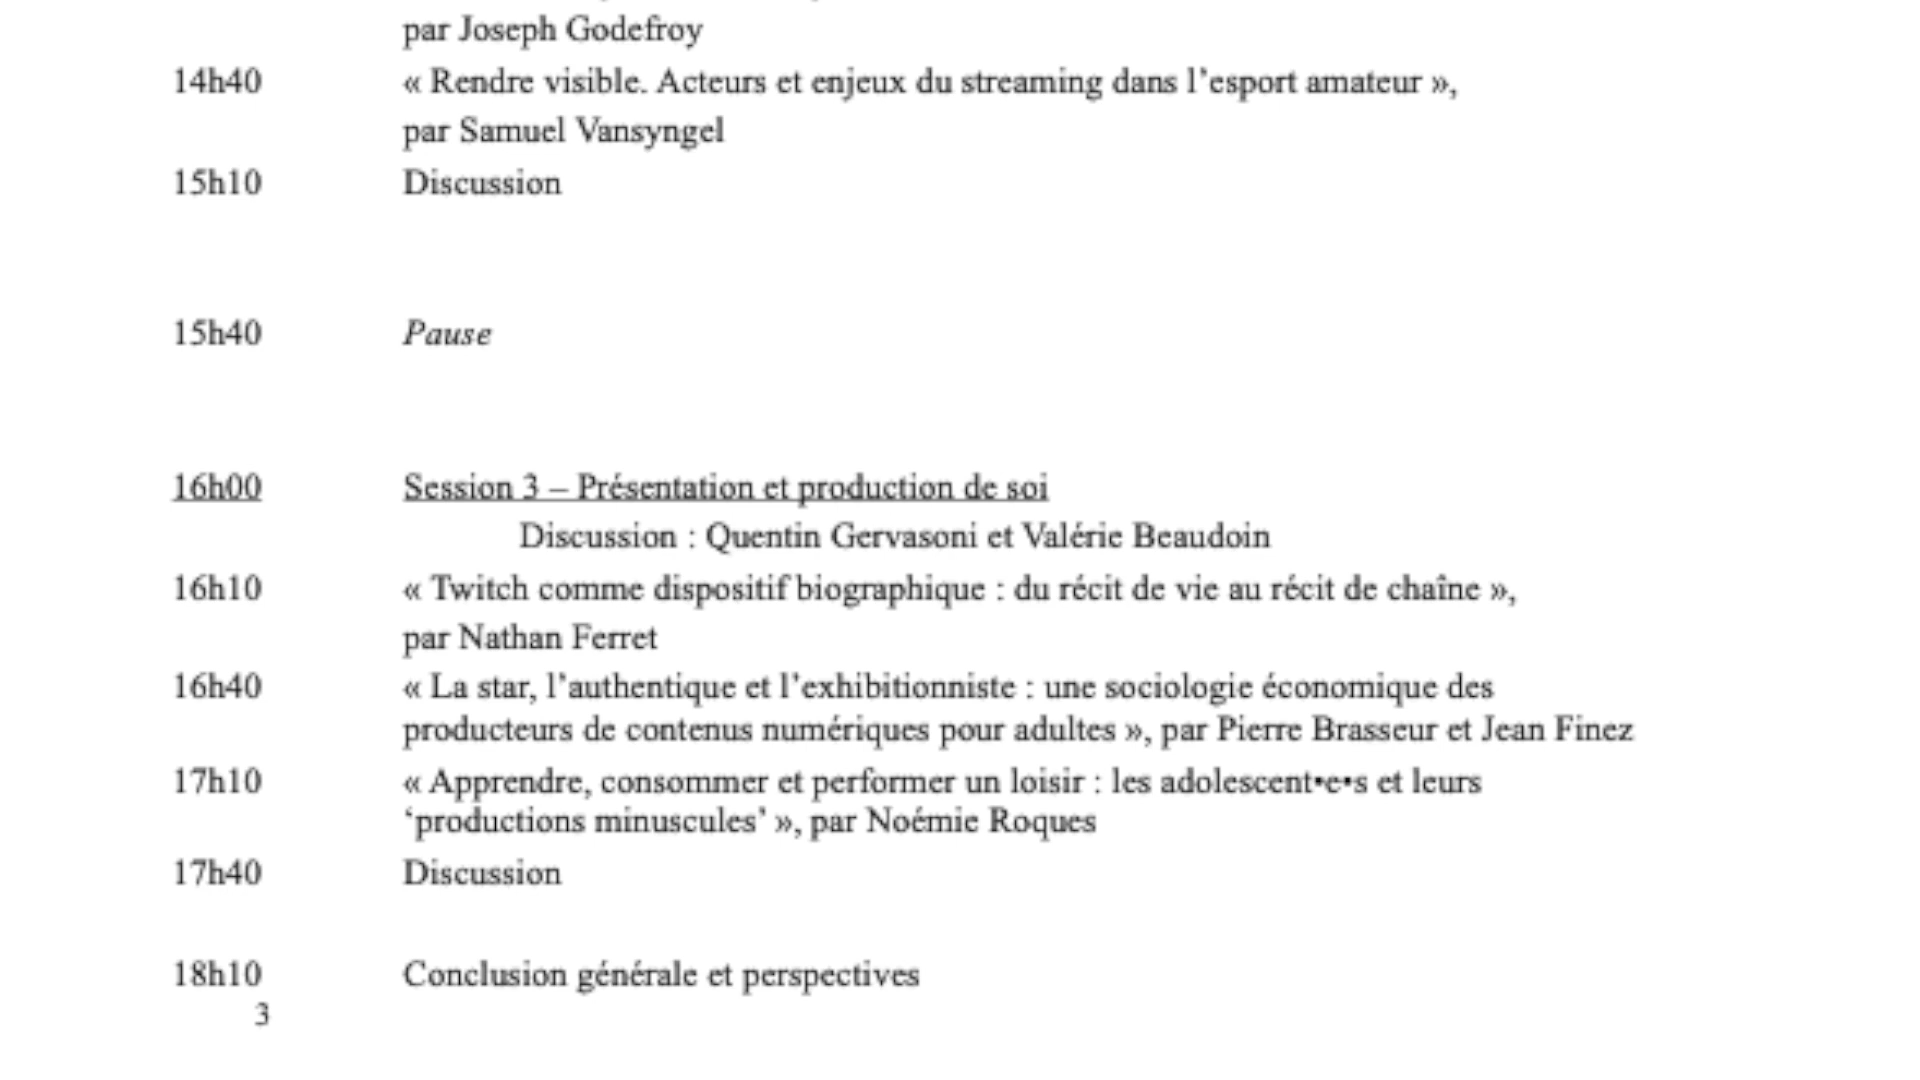 par Joseph Godefroy
14h40 « Rendre visible. Acteurs et enjeux du streaming dans l’esport amateur »,
par Samuel Vansyngel
15h10 Discussion
15h40 Pause
16h00 Session 3 – Présentation et production de soi
Discussion : Quentin Gervasoni et Valérie Beaudoin
16h10 « Twitch comme dispositif biographique : du récit de vie au récit de chaîne »,
par Nathan Ferret
16h40 « La star, l’authentique et l’exhibitionniste : une sociologie économique des
producteurs de contenus numériques pour adultes », par Pierre Brasseur et Jean Finez
17h10 « Apprendre, consommer et performer un loisir : les adolescent•e•s et leurs
‘productions minuscules’ », par Noémie Roques
17h40 Discussion
18h10 Conclusion générale et perspectives
3